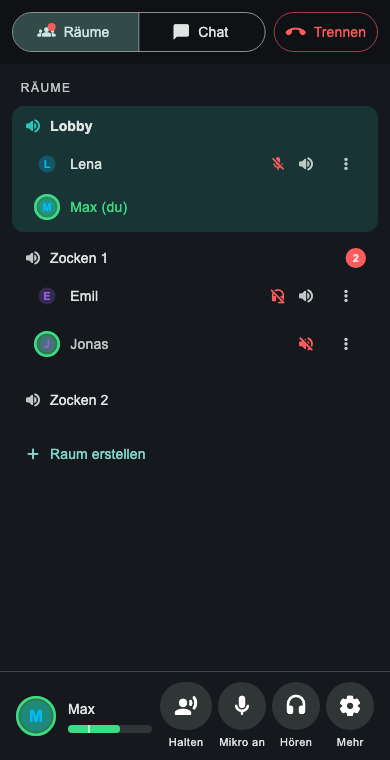 Räume
Chat
Trennen
RÄUME
Lobby
L
Lena
M
Max (du)
Zocken 1
2
E
Emil
J
Jonas
Zocken 2
+ Raum erstellen
M
Max
Halten
Mikro an
Hören
Mehr